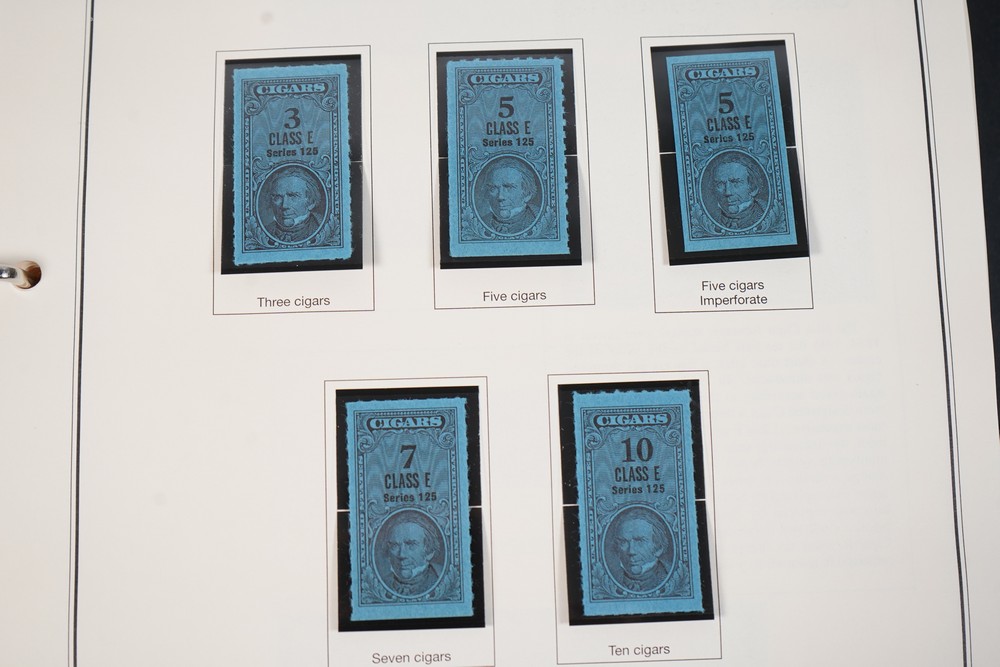 CIGARS
3
CLASS E
Series 125
Three cigars
CIGARS
5
CLASS E
Series 125
Five cigars
CIGARS
5
CLASS E
Series 125
Five cigars
Imperforate
CIGARS
7
CLASS E
Series 125
Seven cigars
CIGARS
10
CLASS E
Series 125
Ten cigars